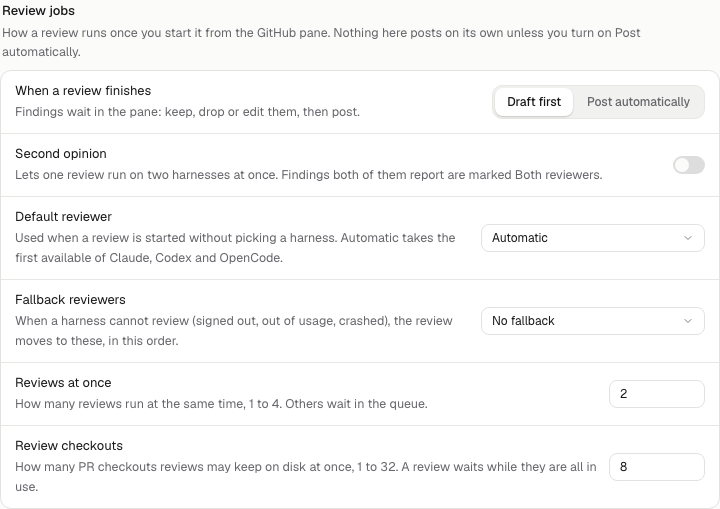 Review jobs
How a review runs once you start it from the GitHub pane. Nothing here posts on its own unless you turn on Post
automatically.
When a review finishes
Findings wait in the pane: keep, drop or edit them, then post.
Draft first
Post automatically
Second opinion
Lets one review run on two harnesses at once. Findings both of them report are marked Both reviewers.
Default reviewer
Used when a review is started without picking a harness. Automatic takes the
first available of Claude, Codex and OpenCode.
Automatic
Fallback reviewers
When a harness cannot review (signed out, out of usage, crashed), the review
moves to these, in this order.
No fallback
Reviews at once
How many reviews run at the same time, 1 to 4. Others wait in the queue.
2
Review checkouts
How many PR checkouts reviews may keep on disk at once, 1 to 32. A review waits while they are all in
use.
8